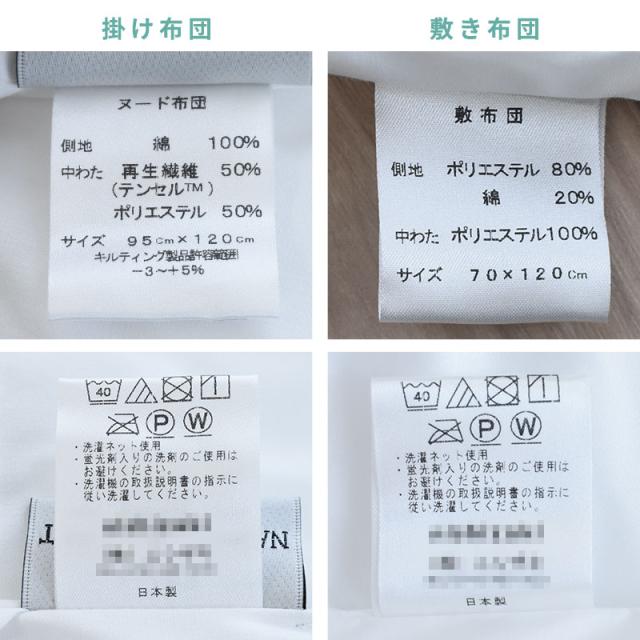 掛け布団
敷き布団
ヌード布団
側地 綿 100%
中わた 再生繊維 50%
(テンセル™)
ポリエステル 50%
サイズ 95cm×120cm
キルティング製品許容範囲
−3〜+5%
敷布団
側地 ポリエステル 80%
綿 20%
中わた ポリエステル100%
サイズ 70×120Cm
40
P W
・洗濯ネット使用
・蛍光剤入りの洗剤のご使用は
お避けください。
・洗濯機の取扱説明書の指示に
従い洗濯してください。
NA
T
日本製
40
P W
・洗濯ネット使用
・蛍光剤入りの洗剤のご使用は
お避けください。
・洗濯機の取扱説明書の指示に
従い洗濯してください。
日本製